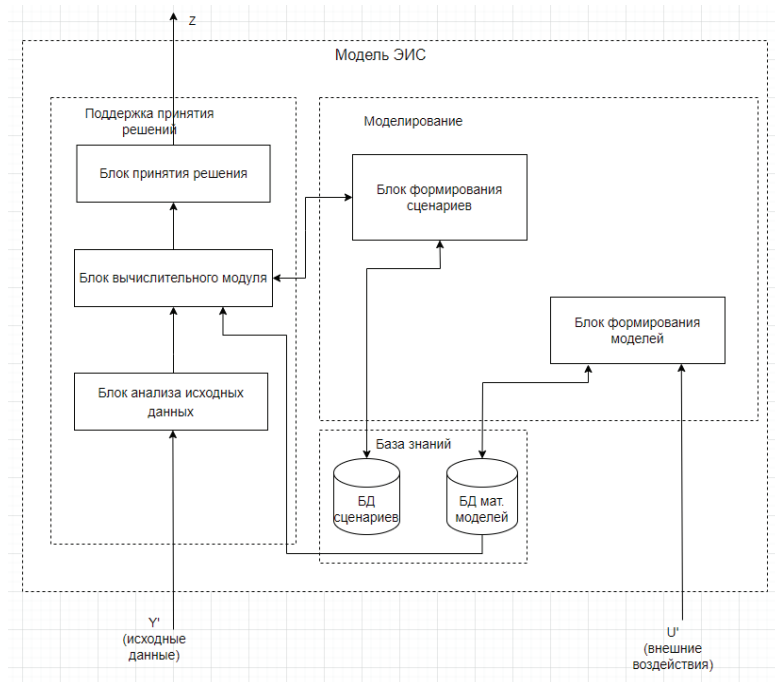 Z
Модель ЭИС
Поддержка принятия
решений
Моделирование
Блок принятия решения
Блок формирования
сценариев
Блок вычислительного модуля
Блок формирования
моделей
Блок анализа исходных
данных
База знаний
БД
сценариев
БД мат.
моделей
Y'
(исходные
данные)
U'
(внешние
воздействия)